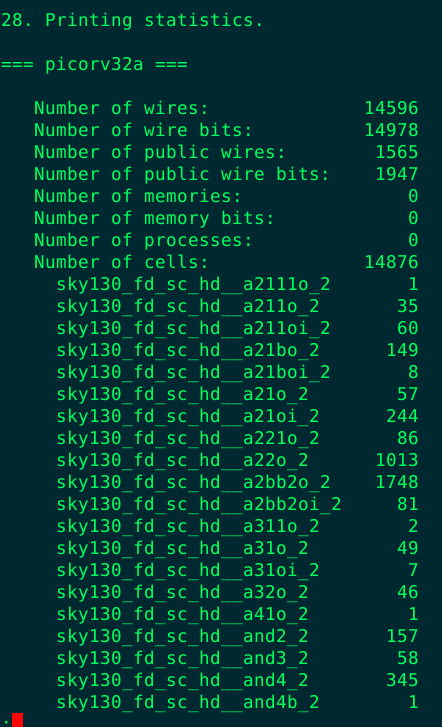 28. Printing statistics.
=== picorv32a ===
Number of wires: 14596
Number of wire bits: 14978
Number of public wires: 1565
Number of public wire bits: 1947
Number of memories: 0
Number of memory bits: 0
Number of processes: 0
Number of cells: 14876
sky130_fd_sc_hd__a2111o_2 1
sky130_fd_sc_hd__a211o_2 35
sky130_fd_sc_hd__a211oi_2 60
sky130_fd_sc_hd__a21bo_2 149
sky130_fd_sc_hd__a21boi_2 8
sky130_fd_sc_hd__a21o_2 57
sky130_fd_sc_hd__a21oi_2 244
sky130_fd_sc_hd__a221o_2 86
sky130_fd_sc_hd__a22o_2 1013
sky130_fd_sc_hd__a2bb2o_2 1748
sky130_fd_sc_hd__a2bb2oi_2 81
sky130_fd_sc_hd__a311o_2 2
sky130_fd_sc_hd__a31o_2 49
sky130_fd_sc_hd__a31oi_2 7
sky130_fd_sc_hd__a32o_2 46
sky130_fd_sc_hd__a41o_2 1
sky130_fd_sc_hd__and2_2 157
sky130_fd_sc_hd__and3_2 58
sky130_fd_sc_hd__and4_2 345
sky130_fd_sc_hd__and4b_2 1
.